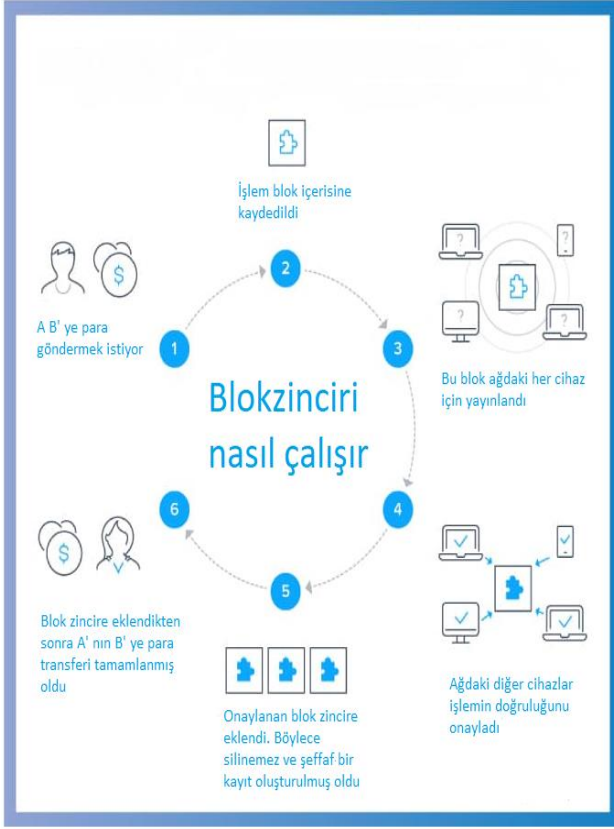 Blokzinciri
nasıl çalışır
1
A B' ye para
göndermek istiyor
$
2
İşlem blok içerisine
kaydedildi
3
?
?
?
?
Bu blok ağdaki her cihaz
için yayınlandı
4
Ağdaki diğer cihazlar
işlemin doğruluğunu
onayladı
5
Onaylanan blok zincire
eklendi. Böylece
silinemez ve şeffaf bir
kayıt oluşturulmuş oldu
6
$
Blok zincire eklendikten
sonra A' nın B' ye para
transferi tamamlanmış
oldu